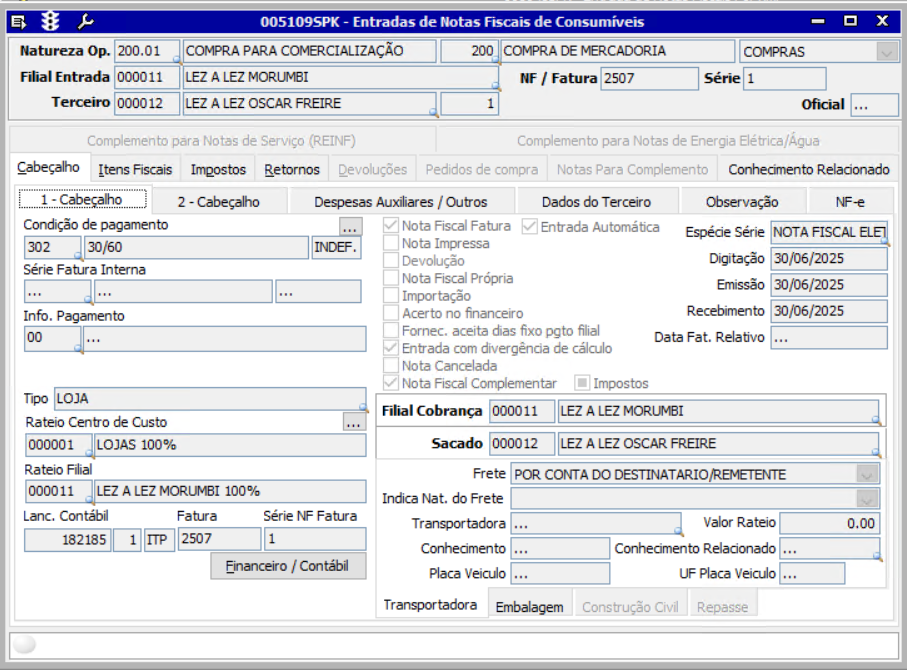 005109SPK - Entradas de Notas Fiscais de Consumíveis
Natureza Op. 200.01 COMPRA PARA COMERCIALIZAÇÃO 200 COMPRA DE MERCADORIA COMPRAS
Filial Entrada 000011 LEZ A LEZ MORUMBI NF / Fatura 2507 Série 1
Terceiro 000012 LEZ A LEZ OSCAR FREIRE 1
Oficial ...
Complemento para Notas de Serviço (REINF) Complemento para Notas de Energia Elétrica/Água
Cabeçalho Itens Fiscais Impostos Retornos Devoluções Pedidos de compra Notas Para Complemento Conhecimento Relacionado
1 - Cabeçalho 2 - Cabeçalho Despesas Auxiliares / Outros Dados do Terceiro Observação NF-e
Condição de pagamento ...
302 30/60 INDEF.
Série Fatura Interna
... ... ...
Info. Pagamento
00 ...
Tipo LOJA
Rateio Centro de Custo ...
000001 LOJAS 100%
Rateio Filial
000011 LEZ A LEZ MORUMBI 100%
Lanc. Contábil Fatura Série NF Fatura
182185 1 ITP 2507 1
Financeiro / Contábil
Nota Fiscal Fatura Entrada Automática
Nota Impressa
Devolução
Nota Fiscal Própria
Importação
Acerto no financeiro
Fornec. aceita dias fixo pgto filial
Entrada com divergência de cálculo
Nota Cancelada
Nota Fiscal Complementar Impostos
Espécie Série NOTA FISCAL ELET
Digitação 30/06/2025
Emissão 30/06/2025
Recebimento 30/06/2025
Data Fat. Relativo ...
Filial Cobrança 000011 LEZ A LEZ MORUMBI
Sacado 000012 LEZ A LEZ OSCAR FREIRE
Frete POR CONTA DO DESTINATARIO/REMETENTE
Indica Nat. do Frete
Transportadora ... Valor Rateio 0.00
Conhecimento ... Conhecimento Relacionado ...
Placa Veiculo ... UF Placa Veiculo ...
Transportadora Embalagem Construção Civil Repasse